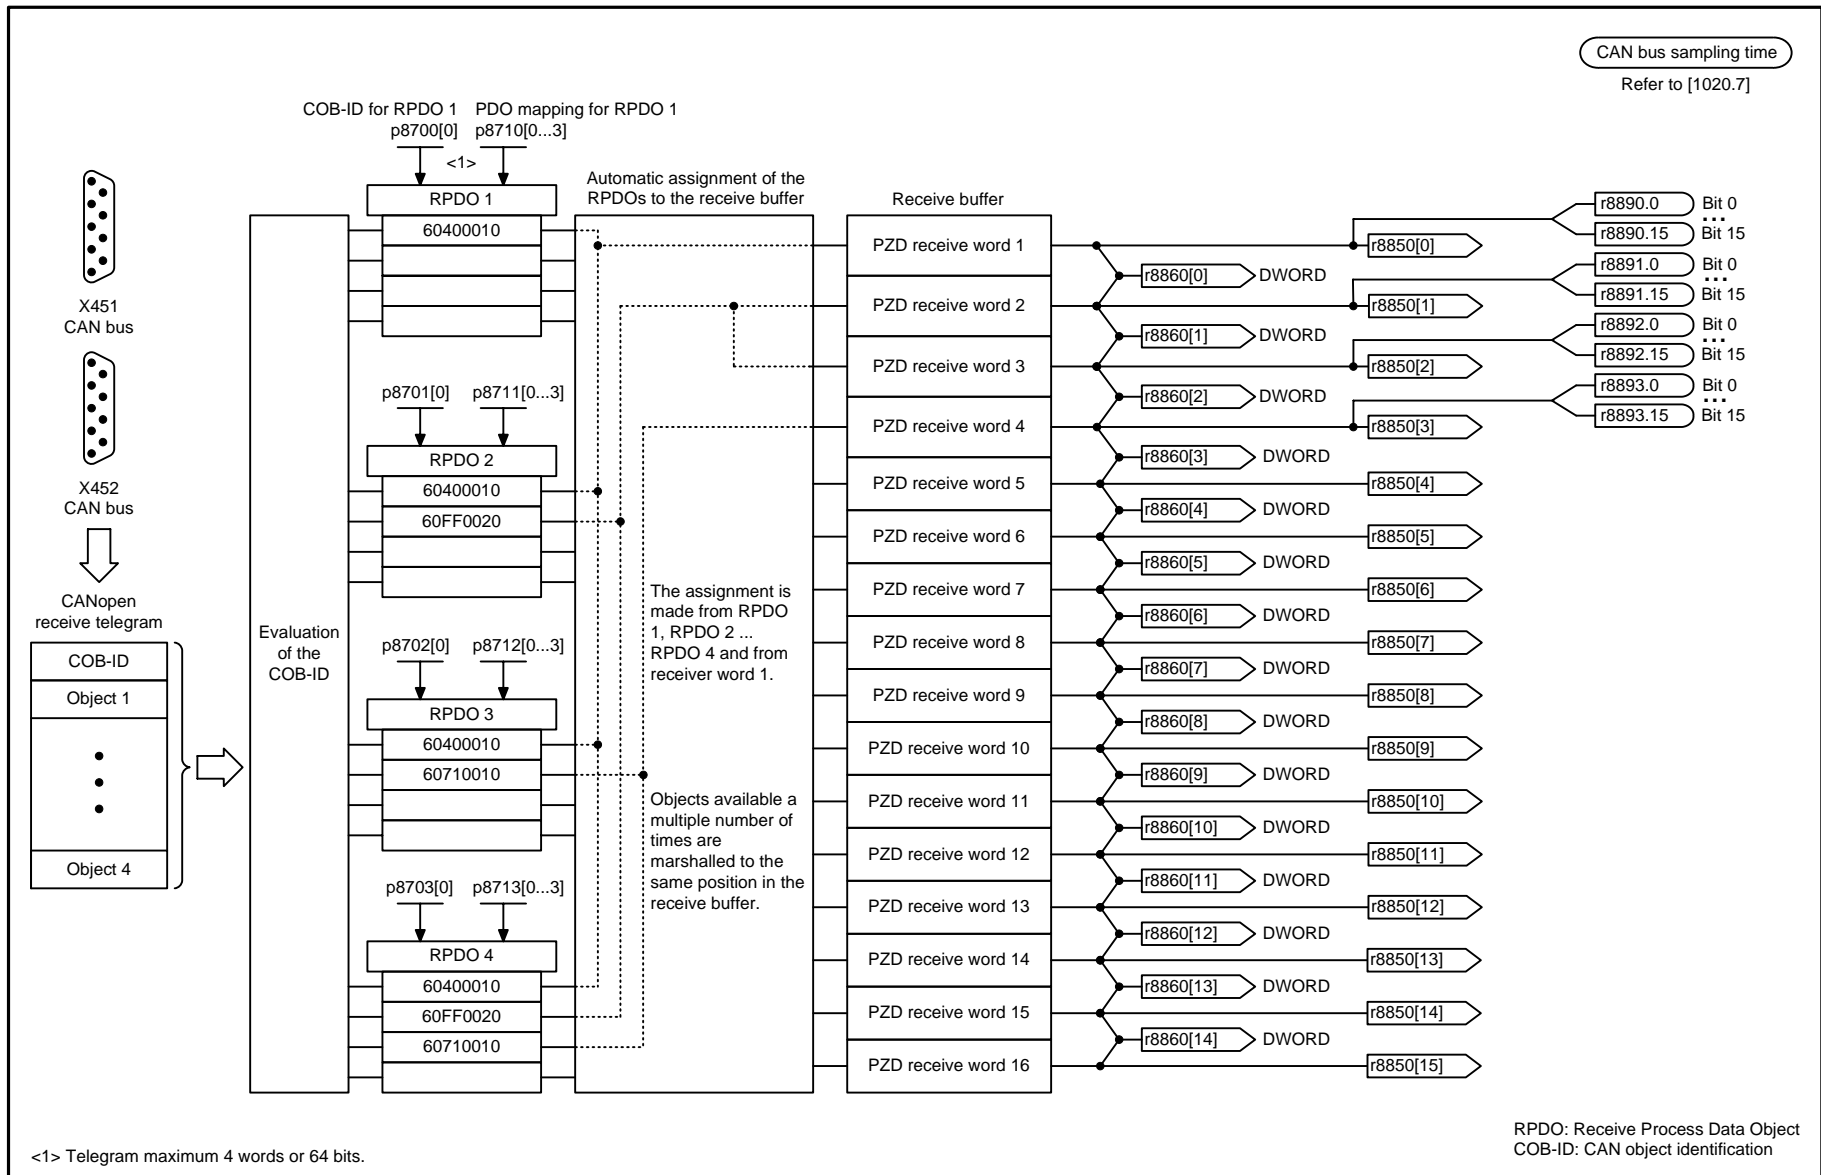 CAN bus sampling time
Refer to [1020.7]
COB-ID for RPDO 1
p8700[0]
PDO mapping for RPDO 1
p8710[0...3]
<1>
X451
CAN bus
X452
CAN bus
CANopen
receive telegram
COB-ID
Object 1
Object 4
Evaluation
of the
COB-ID
RPDO 1
60400010
p8701[0]
p8711[0...3]
RPDO 2
60400010
60FF0020
p8702[0]
p8712[0...3]
RPDO 3
60400010
60710010
p8703[0]
p8713[0...3]
RPDO 4
60400010
60FF0020
60710010
Automatic assignment of the
RPDOs to the receive buffer
The assignment is
made from RPDO
1, RPDO 2 ...
RPDO 4 and from
receiver word 1.
Objects available a
multiple number of
times are
marshalled to the
same position in the
receive buffer.
Receive buffer
PZD receive word 1
PZD receive word 2
PZD receive word 3
PZD receive word 4
PZD receive word 5
PZD receive word 6
PZD receive word 7
PZD receive word 8
PZD receive word 9
PZD receive word 10
PZD receive word 11
PZD receive word 12
PZD receive word 13
PZD receive word 14
PZD receive word 15
PZD receive word 16
r8860[0] DWORD
r8860[1] DWORD
r8860[2] DWORD
r8860[3] DWORD
r8860[4] DWORD
r8860[5] DWORD
r8860[6] DWORD
r8860[7] DWORD
r8860[8] DWORD
r8860[9] DWORD
r8860[10] DWORD
r8860[11] DWORD
r8860[12] DWORD
r8860[13] DWORD
r8860[14] DWORD
r8850[0]
r8850[1]
r8850[2]
r8850[3]
r8850[4]
r8850[5]
r8850[6]
r8850[7]
r8850[8]
r8850[9]
r8850[10]
r8850[11]
r8850[12]
r8850[13]
r8850[14]
r8850[15]
r8890.0 Bit 0
...
r8890.15 Bit 15
r8891.0 Bit 0
...
r8891.15 Bit 15
r8892.0 Bit 0
...
r8892.15 Bit 15
r8893.0 Bit 0
...
r8893.15 Bit 15
<1> Telegram maximum 4 words or 64 bits.
RPDO: Receive Process Data Object
COB-ID: CAN object identification